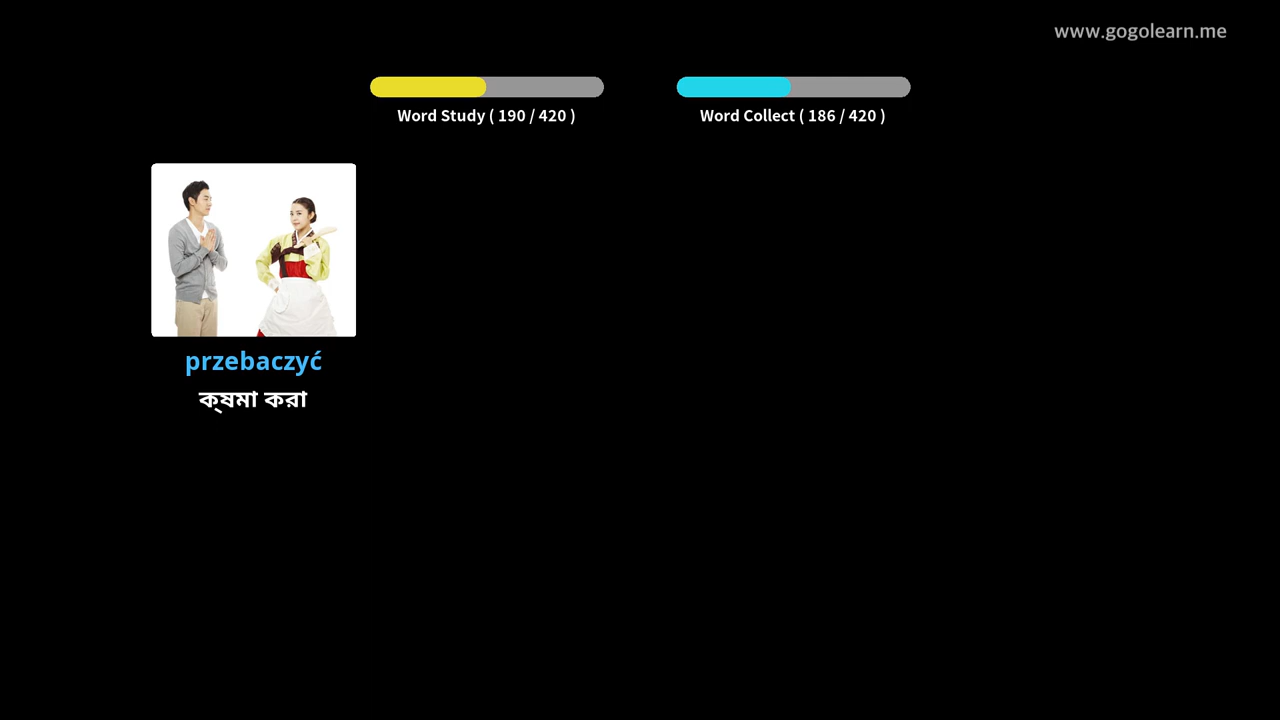 www.gogolearn.me
Word Study ( 190 / 420 )
Word Collect ( 186 / 420 )
przebaczyć
ক্ষমা করা